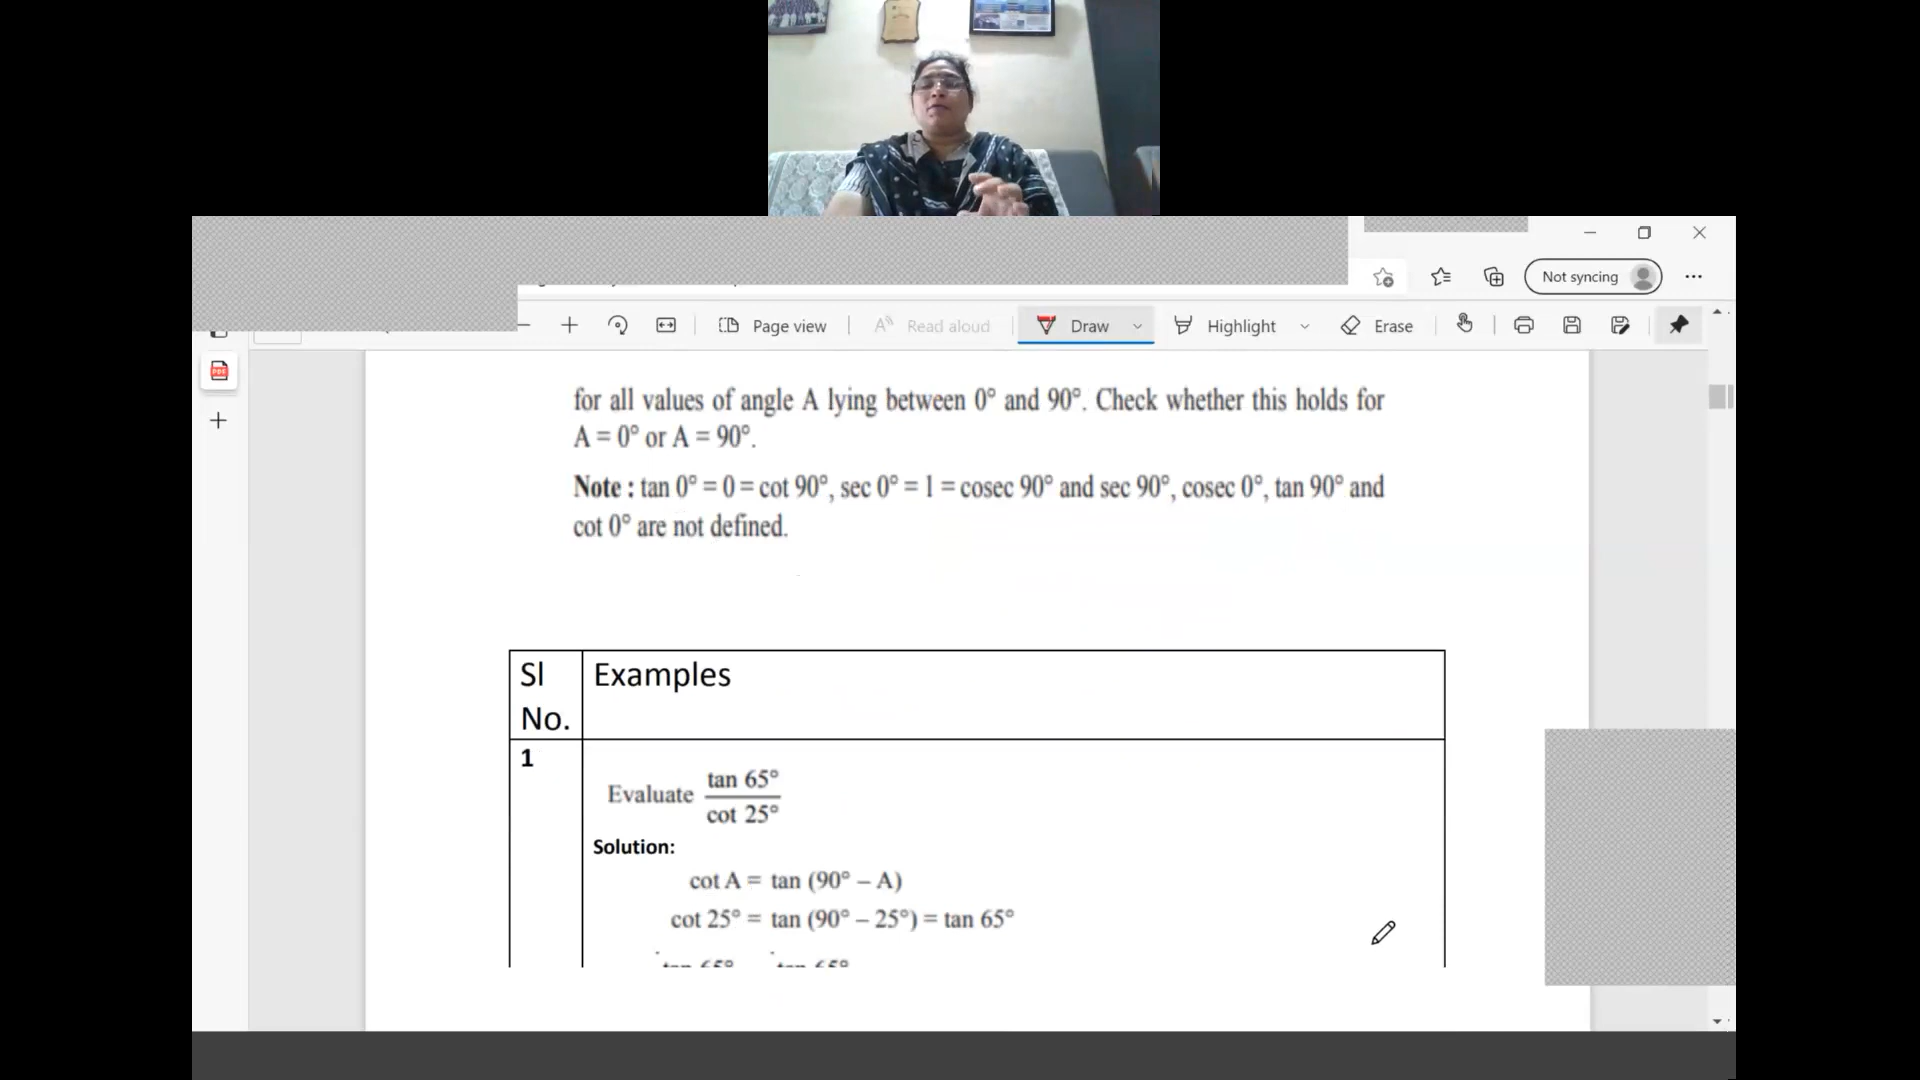 Not syncing
Page view
Read aloud
Draw
Highlight
Erase
PDF
for all values of angle A lying between 0° and 90°. Check whether this holds for
A = 0° or A = 90°.
Note : tan 0° = 0 = cot 90°, sec 0° = 1 = cosec 90° and sec 90°, cosec 0°, tan 90° and
cot 0° are not defined.
Sl
No.
Examples
1
Evaluate tan 65° / cot 25°
Solution:
cot A = tan (90° – A)
cot 25° = tan (90° – 25°) = tan 65°